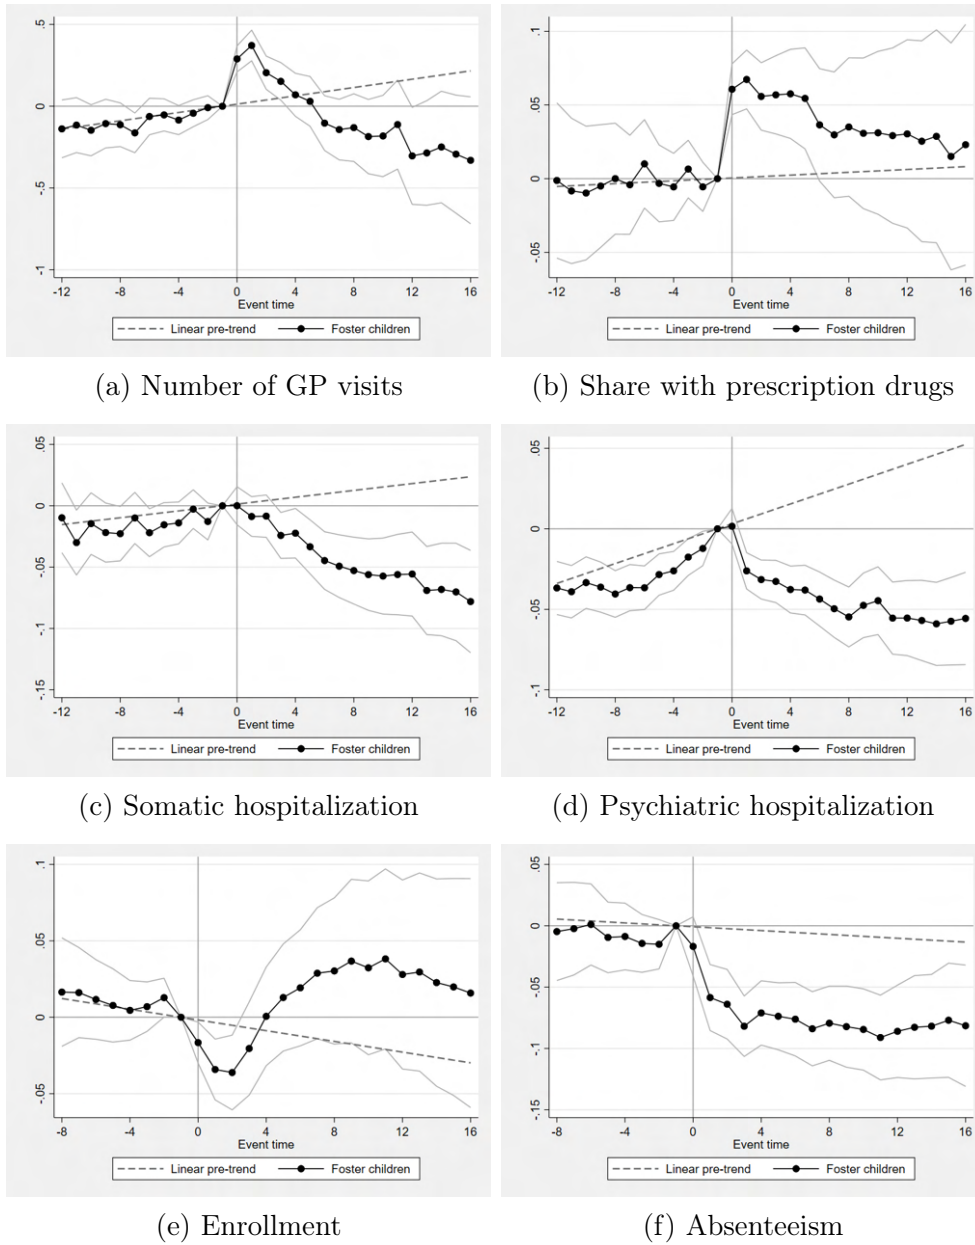 .5
0
-.5
-1
-12 -8 -4 0 4 8 12 16
Event time
Linear pre-trend Foster children
(a) Number of GP visits
.1
.05
0
-.05
-12 -8 -4 0 4 8 12 16
Event time
Linear pre-trend Foster children
(b) Share with prescription drugs
.05
0
-.05
-.1
-.15
-12 -8 -4 0 4 8 12 16
Event time
Linear pre-trend Foster children
(c) Somatic hospitalization
.05
0
-.05
-.1
-12 -8 -4 0 4 8 12 16
Event time
Linear pre-trend Foster children
(d) Psychiatric hospitalization
.1
.05
0
-.05
-8 -4 0 4 8 12 16
Event time
Linear pre-trend Foster children
(e) Enrollment
.05
0
-.05
-.1
-.15
-8 -4 0 4 8 12 16
Event time
Linear pre-trend Foster children
(f) Absenteeism